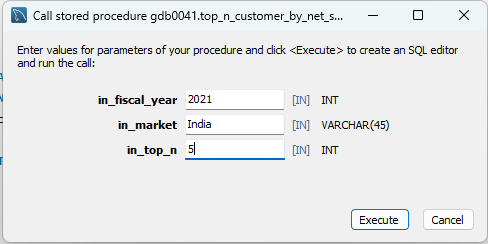 Call stored procedure gdb0041.top_n_customer_by_net_s...
Enter values for parameters of your procedure and click <Execute> to create an SQL editor
and run the call:
in_fiscal_year 2021 [IN] INT
in_market India [IN] VARCHAR(45)
in_top_n 5 [IN] INT
Execute Cancel